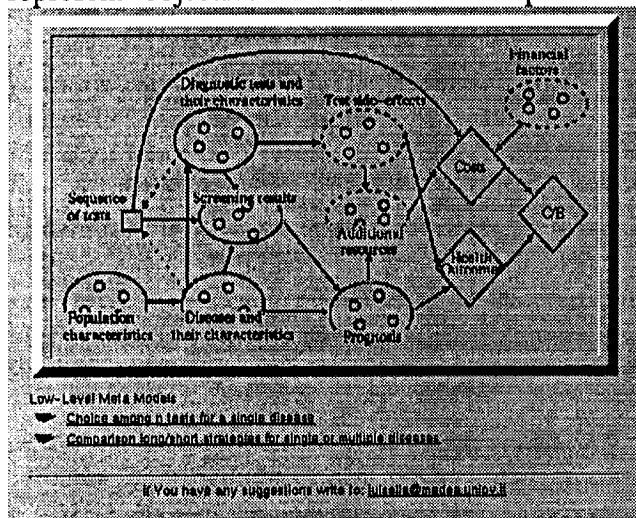 Financial
factors
Diagnostic tests and
their characteristics
Test side-effects
Costs
Sequence
of tests
Screening results
C/B
Additional
resources
Health
Outcome
Population
characteristics
Diseases and
their characteristics
Prognosis
Low-Level Meta Models
Choice among n tests for a single disease
Comparison long/short strategies for single or multiple diseases
If You have any suggestions write to: